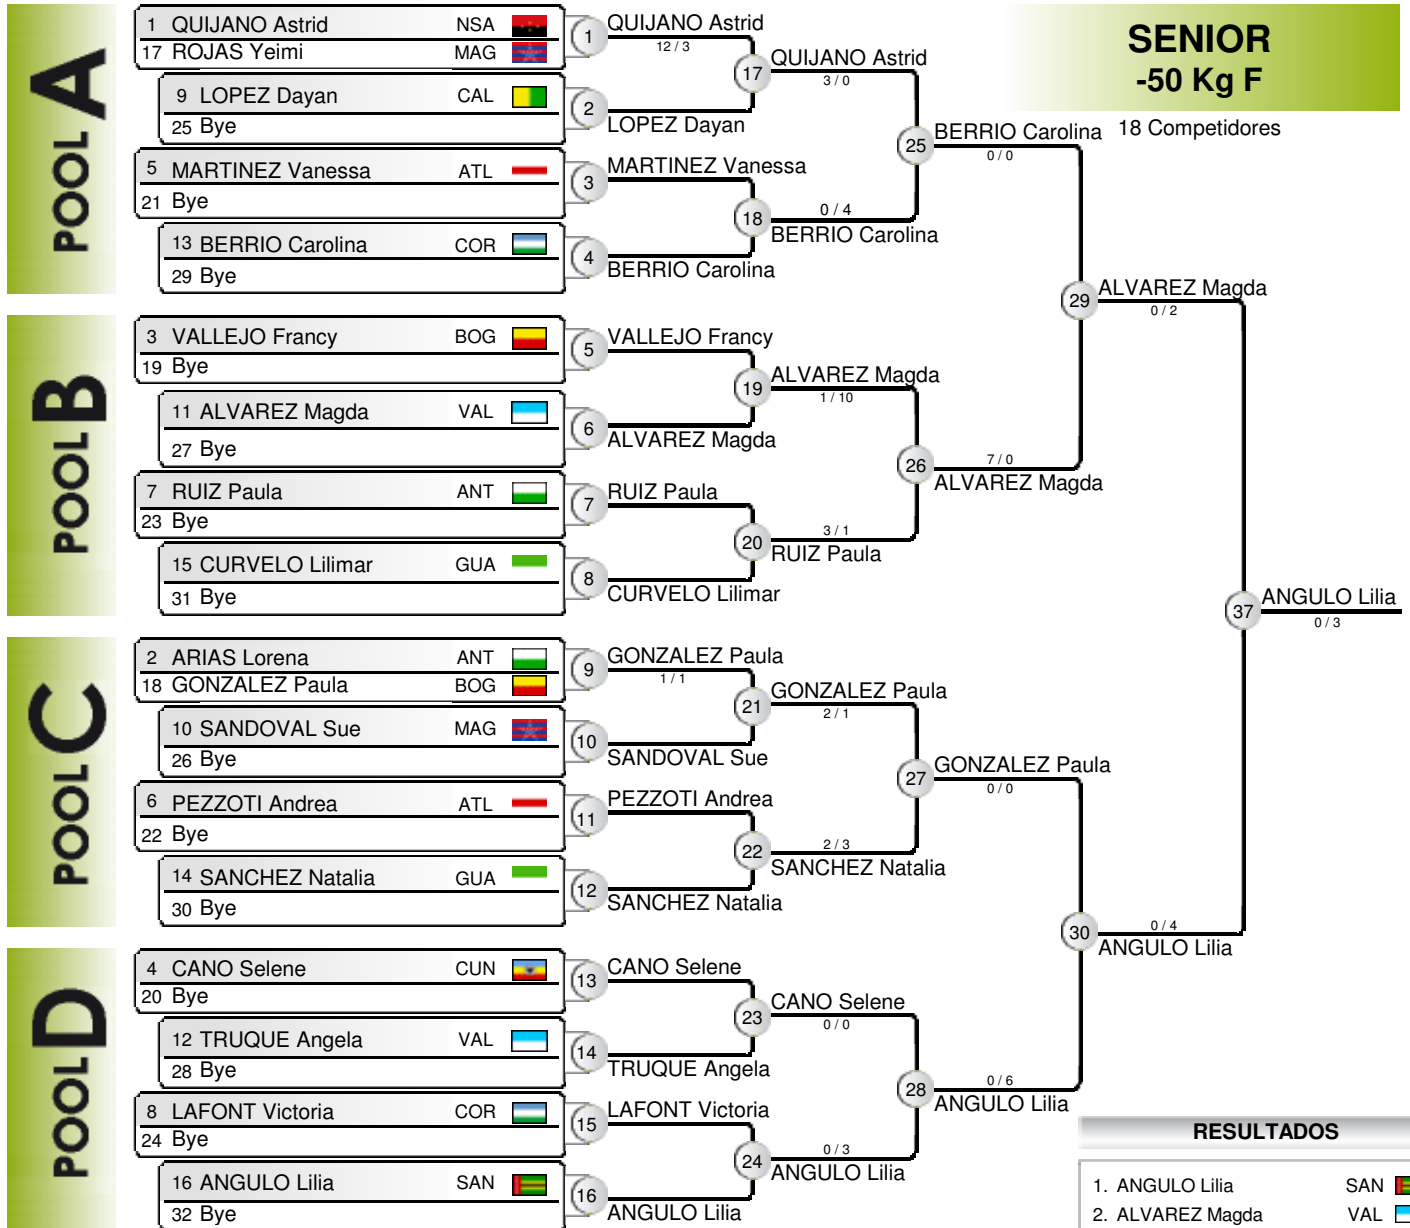 SENIOR
-50 Kg F
18 Competidores
POOL A
1 QUIJANO Astrid NSA
17 ROJAS Yeimi MAG
9 LOPEZ Dayan CAL
25 Bye
5 MARTINEZ Vanessa ATL
21 Bye
13 BERRIO Carolina COR
29 Bye
POOL B
3 VALLEJO Francy BOG
19 Bye
11 ALVAREZ Magda VAL
27 Bye
7 RUIZ Paula ANT
23 Bye
15 CURVELO Lilimar GUA
31 Bye
POOL C
2 ARIAS Lorena ANT
18 GONZALEZ Paula BOG
10 SANDOVAL Sue MAG
26 Bye
6 PEZZOTI Andrea ATL
22 Bye
14 SANCHEZ Natalia GUA
30 Bye
POOL D
4 CANO Selene CUN
20 Bye
12 TRUQUE Angela VAL
28 Bye
8 LAFONT Victoria COR
24 Bye
16 ANGULO Lilia SAN
32 Bye
1 QUIJANO Astrid
12 / 3
2 LOPEZ Dayan
3 MARTINEZ Vanessa
4 BERRIO Carolina
5 VALLEJO Francy
6 ALVAREZ Magda
7 RUIZ Paula
8 CURVELO Lilimar
9 GONZALEZ Paula
1 / 1
10 SANDOVAL Sue
11 PEZZOTI Andrea
12 SANCHEZ Natalia
13 CANO Selene
14 TRUQUE Angela
15 LAFONT Victoria
16 ANGULO Lilia
17 QUIJANO Astrid
3 / 0
18 0 / 4
BERRIO Carolina
19 ALVAREZ Magda
1 / 10
20 3 / 1
RUIZ Paula
21 GONZALEZ Paula
2 / 1
22 2 / 3
SANCHEZ Natalia
23 CANO Selene
0 / 0
24 0 / 3
ANGULO Lilia
25 BERRIO Carolina
0 / 0
26 7 / 0
ALVAREZ Magda
27 GONZALEZ Paula
0 / 0
28 0 / 6
ANGULO Lilia
29 ALVAREZ Magda
0 / 2
30 0 / 4
ANGULO Lilia
37 ANGULO Lilia
0 / 3
RESULTADOS
1. ANGULO Lilia SAN
2. ALVAREZ Magda VAL